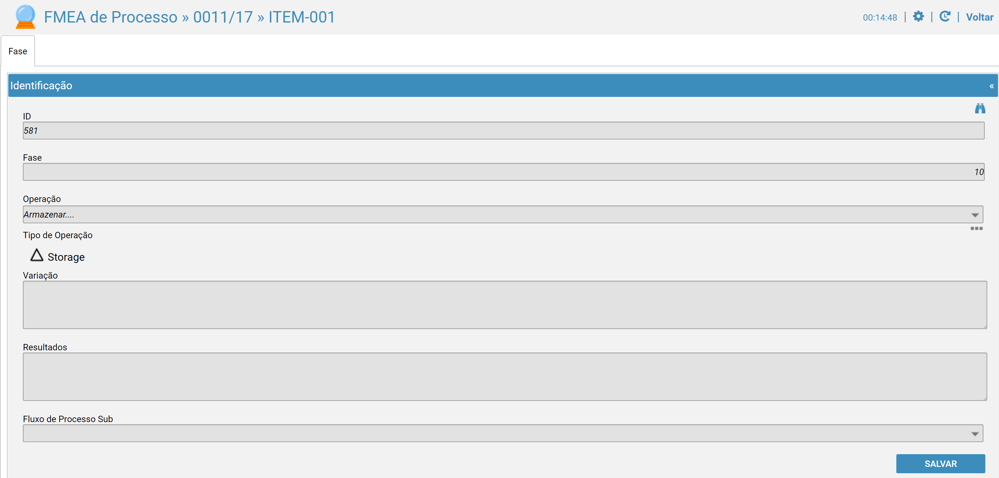 FMEA de Processo » 0011/17 » ITEM-001
00:14:48 | | | Voltar
Fase
Identificação «
ID
581
Fase
10
Operação
Armazenar....
Tipo de Operação
Storage
Variação
Resultados
Fluxo de Processo Sub
SALVAR